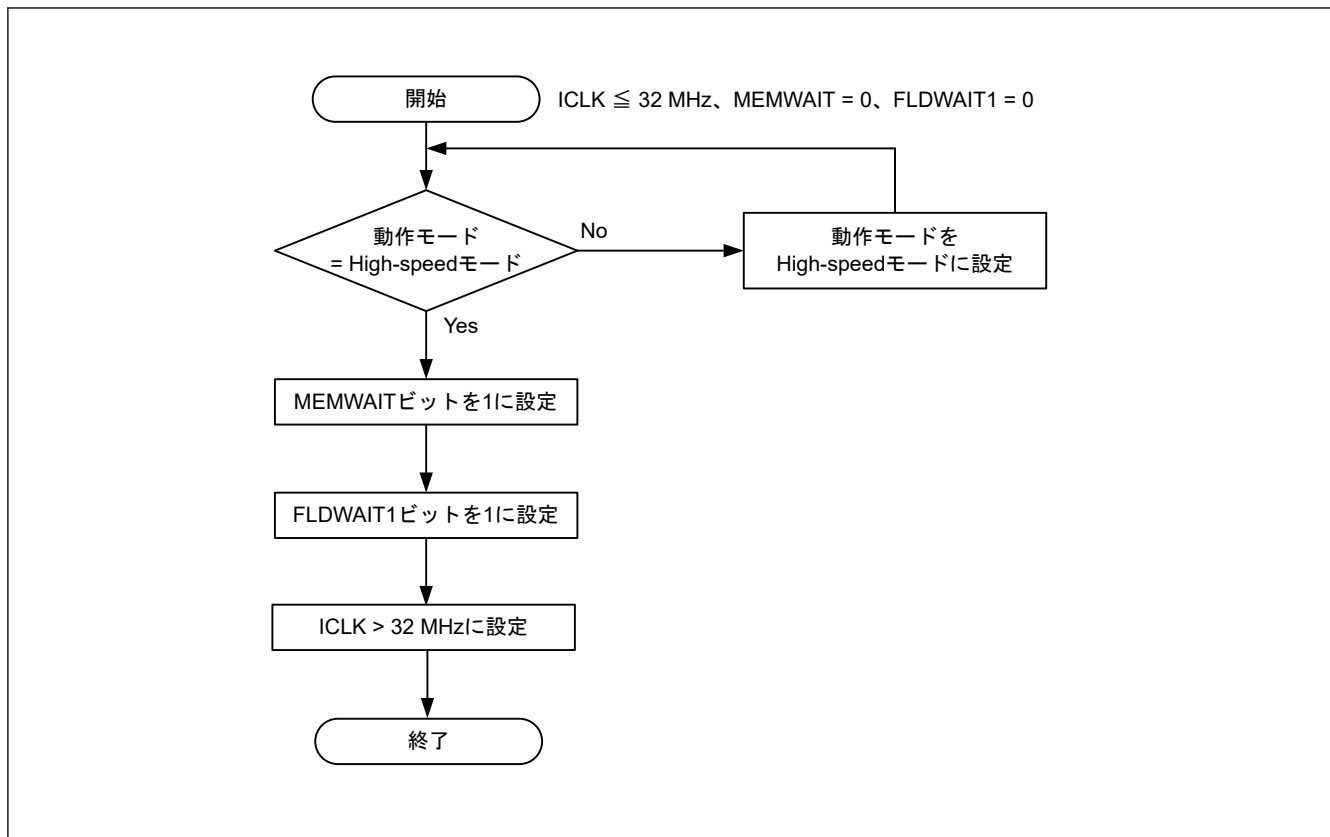 開始
ICLK ≦ 32 MHz、MEMWAIT = 0、FLDWAIT1 = 0
動作モード
= High-speedモード
No
動作モードを
High-speedモードに設定
Yes
MEMWAITビットを1に設定
FLDWAIT1ビットを1に設定
ICLK > 32 MHzに設定
終了